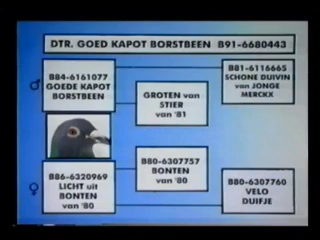 DTR. GOED KAPOT BORSTBEEN B91-6680443
B84-6161077
GOEDE KAPOT
BORSTBEEN
GROTEN van
STIER
van '81
B81-6116665
SCHONE DUIVIN
van JONGE
MERCKX
B86-6320969
LICHT uit
BONTEN
van '80
B80-6307757
BONTEN
van '80
B80-6307760
VELO
DUIFJE